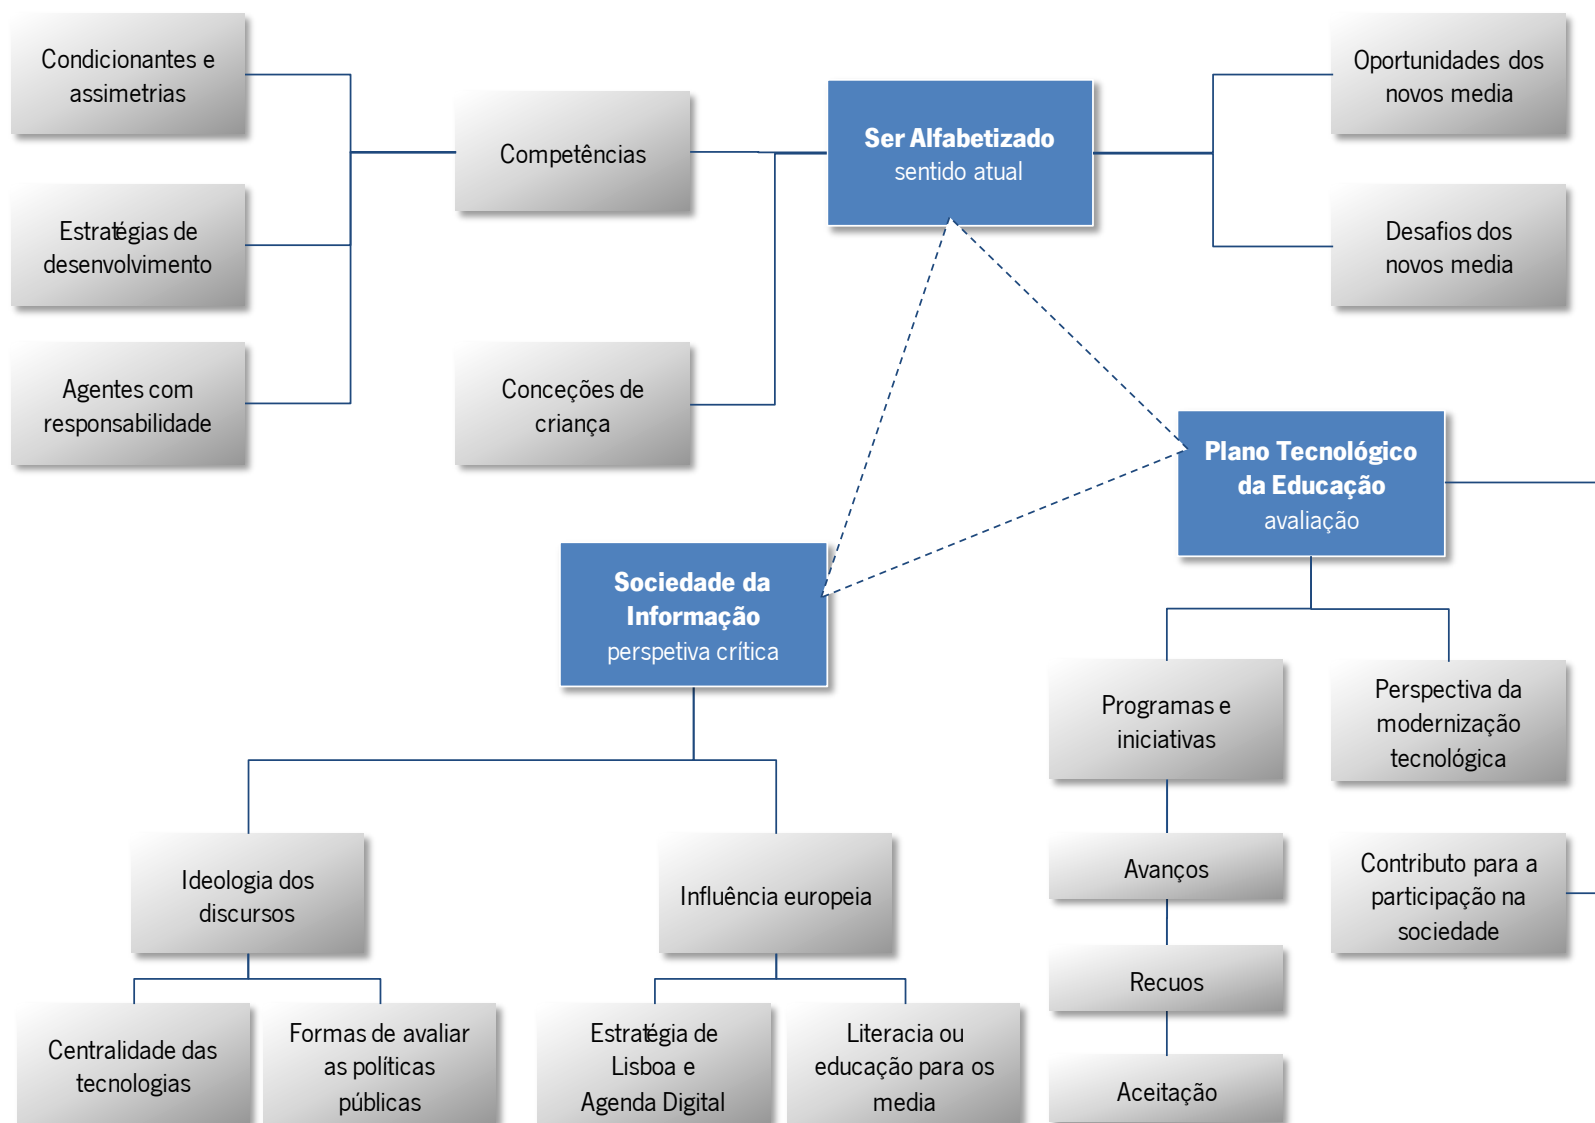 Condicionantes e
assimetrias
Competências
Ser Alfabetizado
sentido atual
Oportunidades dos
novos media
Estratégias de
desenvolvimento
Desafios dos
novos media
Agentes com
responsabilidade
Conceções de
criança
Plano Tecnológico
da Educação
avaliação
Sociedade da
Informação
perspetiva crítica
Programas e
iniciativas
Perspectiva da
modernização
tecnológica
Ideologia dos
discursos
Influência europeia
Avanços
Contributo para a
participação na
sociedade
Recuos
Centralidade das
tecnologias
Formas de avaliar
as políticas
públicas
Estratégia de
Lisboa e
Agenda Digital
Literacia ou
educação para os
media
Aceitação